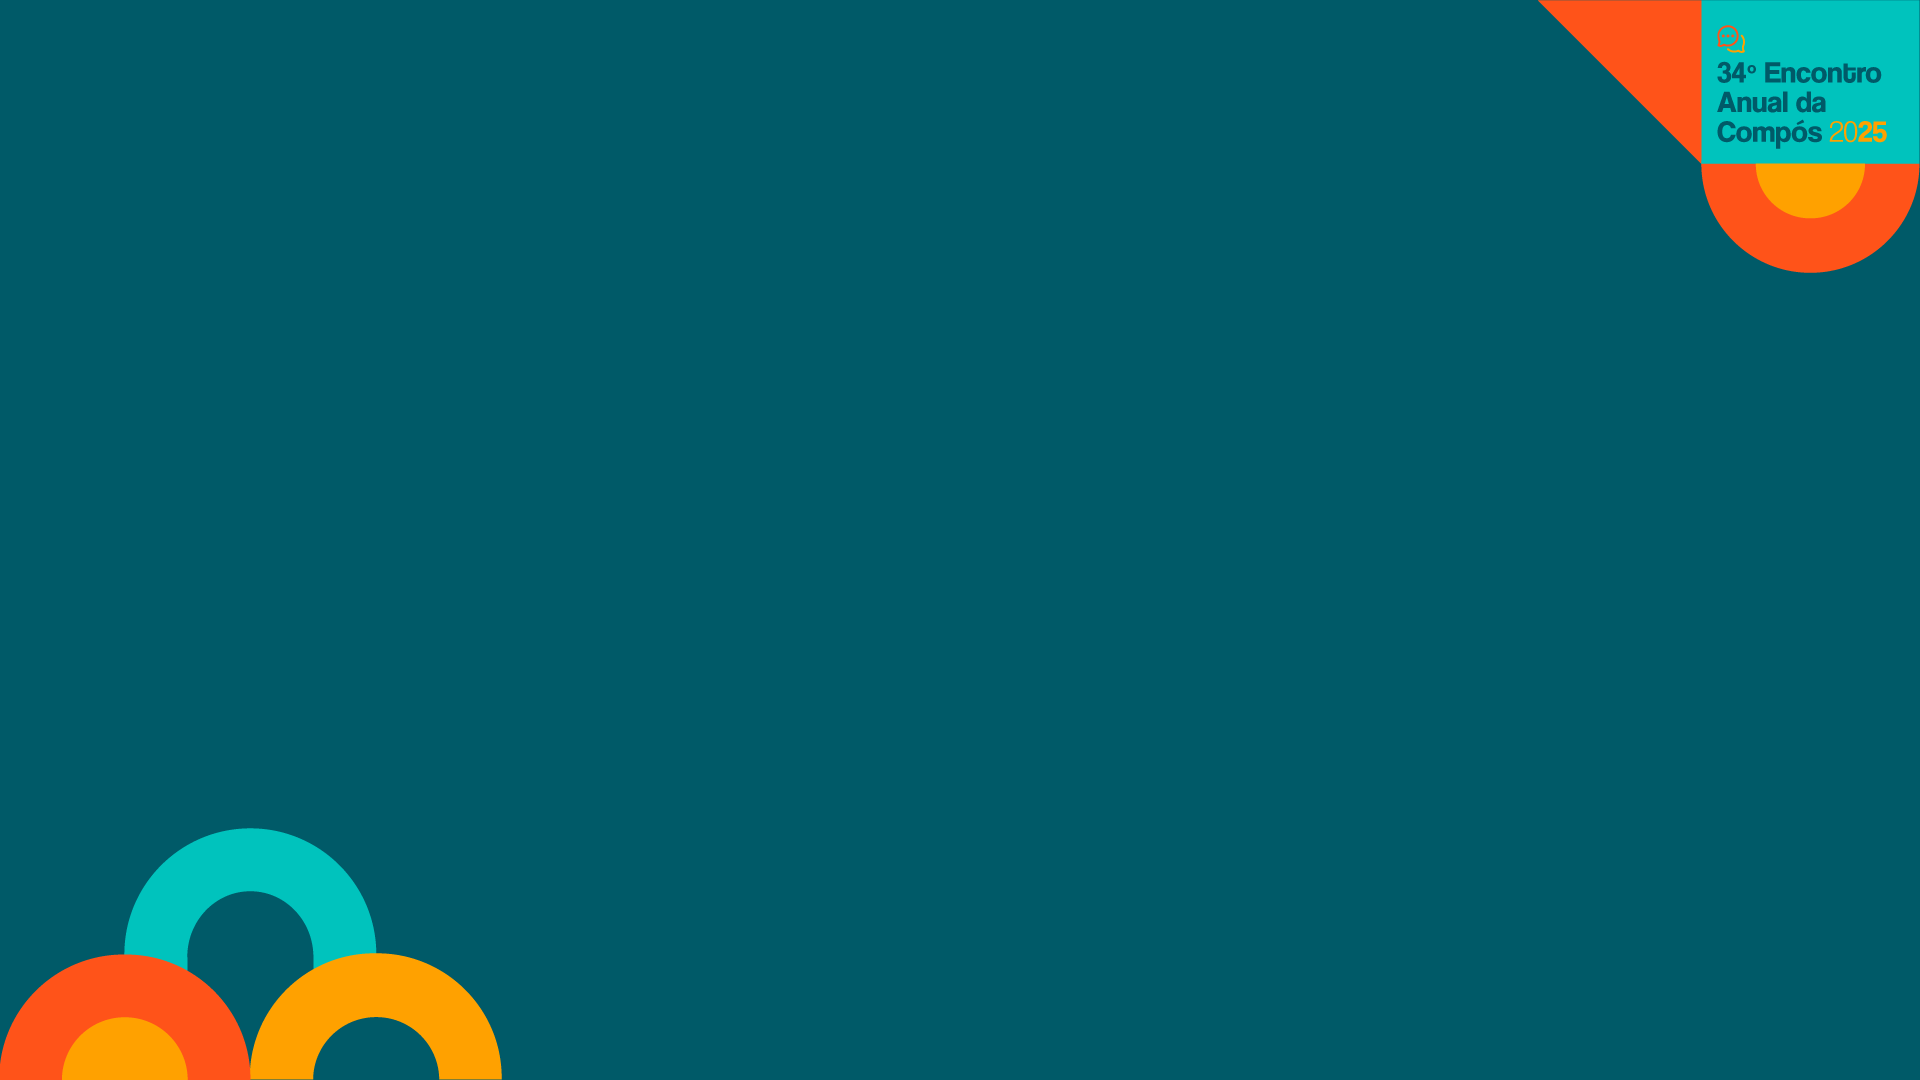 34º Encontro
Anual da
Compós 2025